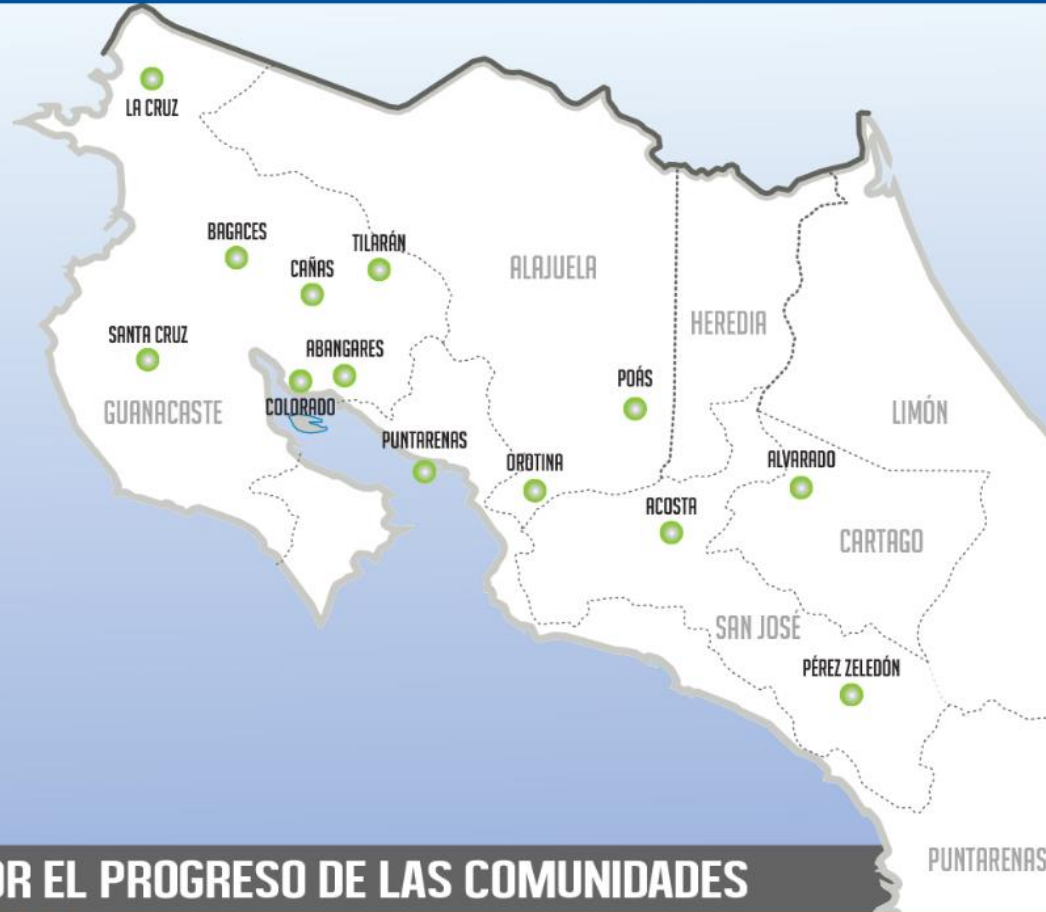 LA CRUZ
BAGACES
TILARÁN
CAÑAS
ALAJUELA
HEREDIA
SANTA CRUZ
ABANGARES
POÁS
COLORADO
GUANACASTE
LIMÓN
PUNTARENAS
OROTINA
ALVARADO
ACOSTA
CARTAGO
SAN JOSÉ
PÉREZ ZELEDÓN
PUNTARENAS
OR EL PROGRESO DE LAS COMUNIDADES